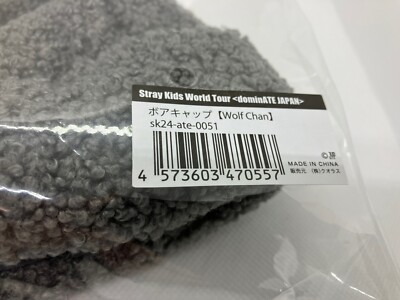 Stray Kids World Tour <dominATE JAPAN>
ボアキャップ【Wolf Chan】
sk24-ate-0051
4 573603 470557
MADE IN CHINA
販売元 (株)クオラス